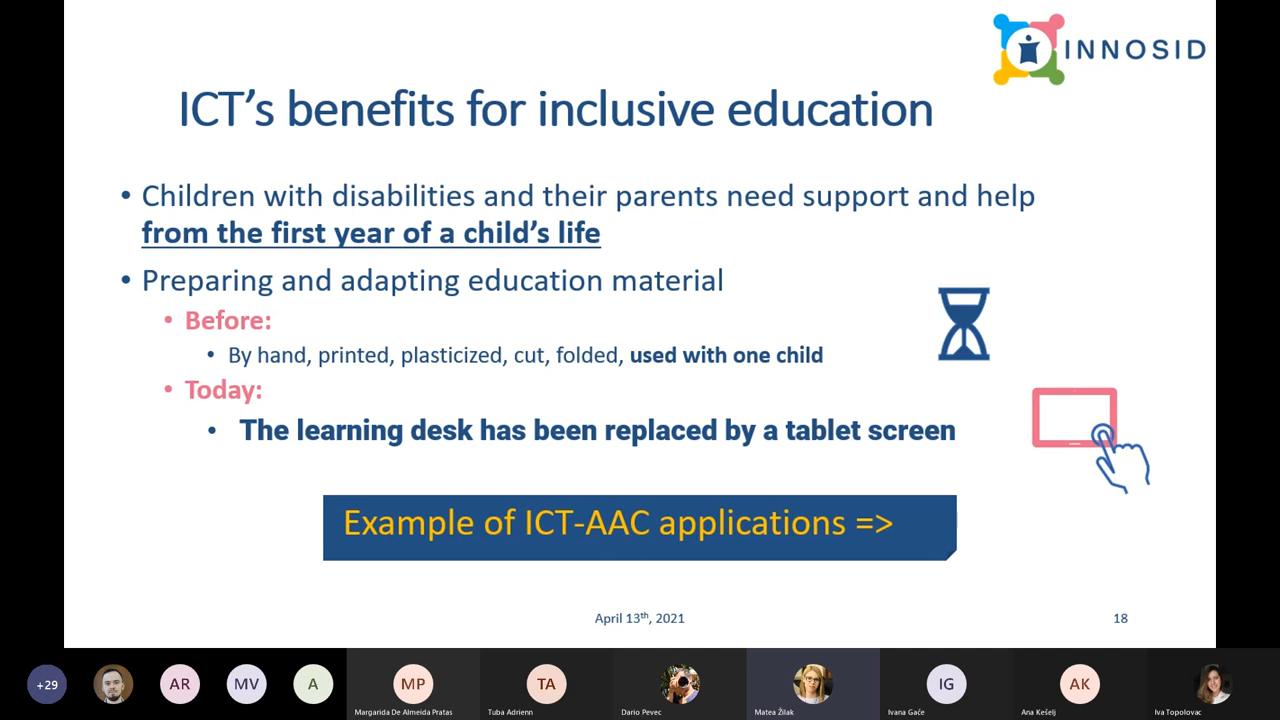 INNOSID
ICT’s benefits for inclusive education
• Children with disabilities and their parents need support and help
from the first year of a child’s life
• Preparing and adapting education material
• Before:
• By hand, printed, plasticized, cut, folded, used with one child
• Today:
• The learning desk has been replaced by a tablet screen
Example of ICT-AAC applications =>
April 13th, 2021
18
+29
AR
MV
A
MP
TA
IG
AK
Margarida De Almeida Pratas
Tuba Adrienn
Dario Pevec
Matea Žilak
Ivana Gaće
Ana Kešelj
Iva Topolovac